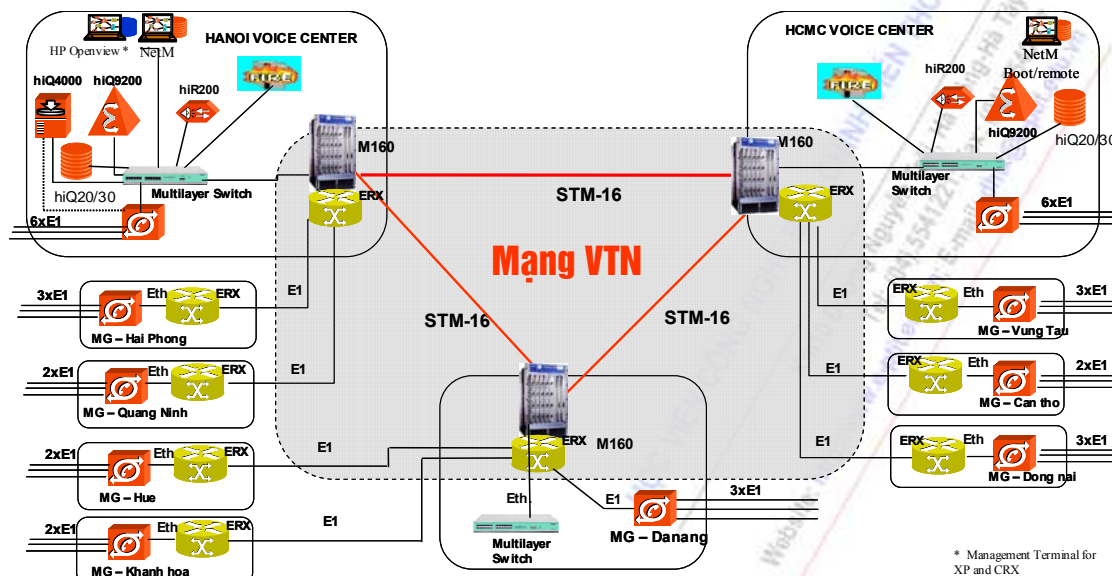 HP Openview *
NetM
HANOI VOICE CENTER
hiQ4000
hiQ9200
hiR200
FIRE
M160
ERX
Multilayer Switch
hiQ20/30
6xE1
HCMC VOICE CENTER
NetM
Boot/remote
hiR200
FIRE
hiQ9200
hiQ20/30
M160
ERX
Multilayer
Switch
6xE1
STM-16
Mạng VTN
STM-16
STM-16
3xE1
Eth
ERX
E1
MG – Hai Phong
2xE1
Eth
ERX
E1
MG – Quang Ninh
2xE1
Eth
ERX
E1
MG – Hue
2xE1
Eth
ERX
E1
MG – Khanh hoa
ERX
M160
Eth.
E1
3xE1
MG – Danang
Multilayer
Switch
E1
ERX
Eth
3xE1
MG – Vung Tau
E1
ERX
Eth
2xE1
MG – Can tho
E1
ERX
Eth
3xE1
MG – Dong nai
* Management Terminal for
XP and CRX